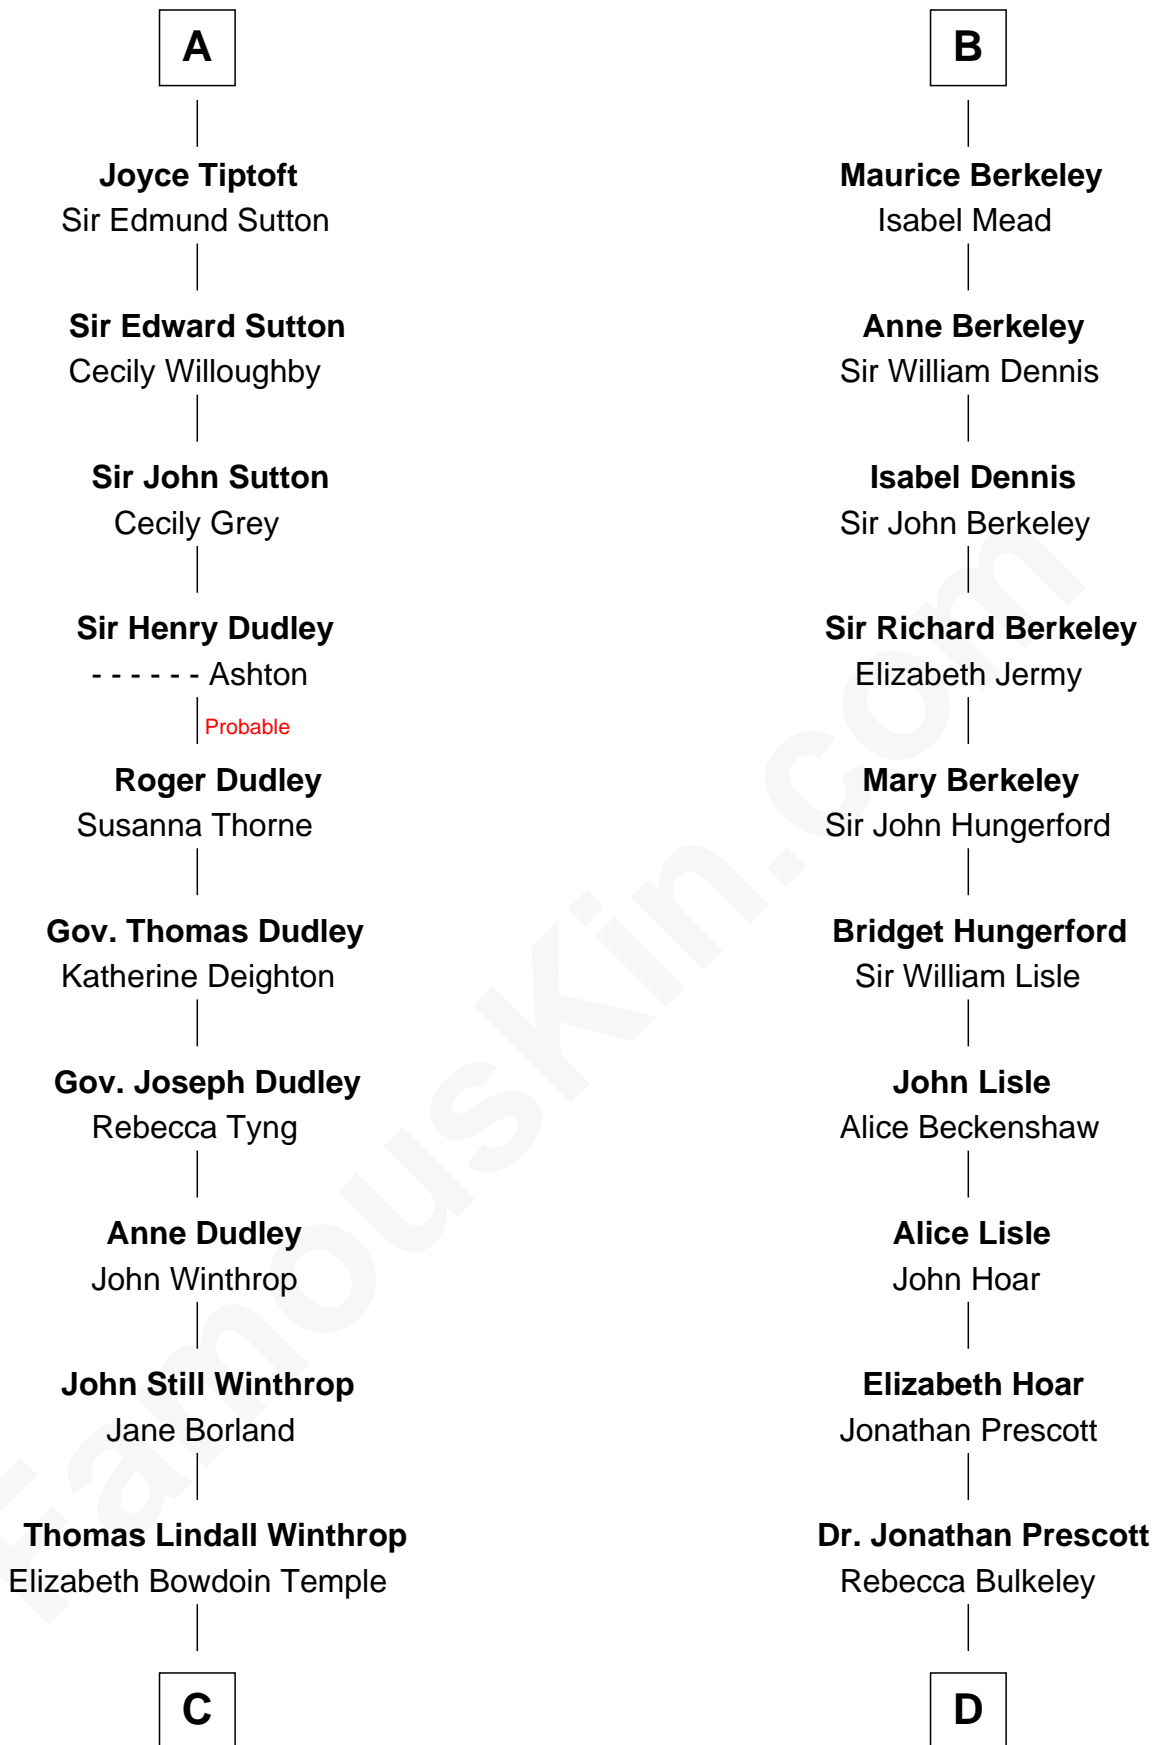 A
Joyce Tiptoft
Sir Edmund Sutton
Sir Edward Sutton
Cecily Willoughby
Sir John Sutton
Cecily Grey
Sir Henry Dudley
- - - - - - Ashton
Probable
Roger Dudley
Susanna Thorne
Gov. Thomas Dudley
Katherine Deighton
Gov. Joseph Dudley
Rebecca Tyng
Anne Dudley
John Winthrop
John Still Winthrop
Jane Borland
Thomas Lindall Winthrop
Elizabeth Bowdoin Temple
C
B
Maurice Berkeley
Isabel Mead
Anne Berkeley
Sir William Dennis
Isabel Dennis
Sir John Berkeley
Sir Richard Berkeley
Elizabeth Jermy
Mary Berkeley
Sir John Hungerford
Bridget Hungerford
Sir William Lisle
John Lisle
Alice Beckenshaw
Alice Lisle
John Hoar
Elizabeth Hoar
Jonathan Prescott
Dr. Jonathan Prescott
Rebecca Bulkeley
D
FamousKin.com